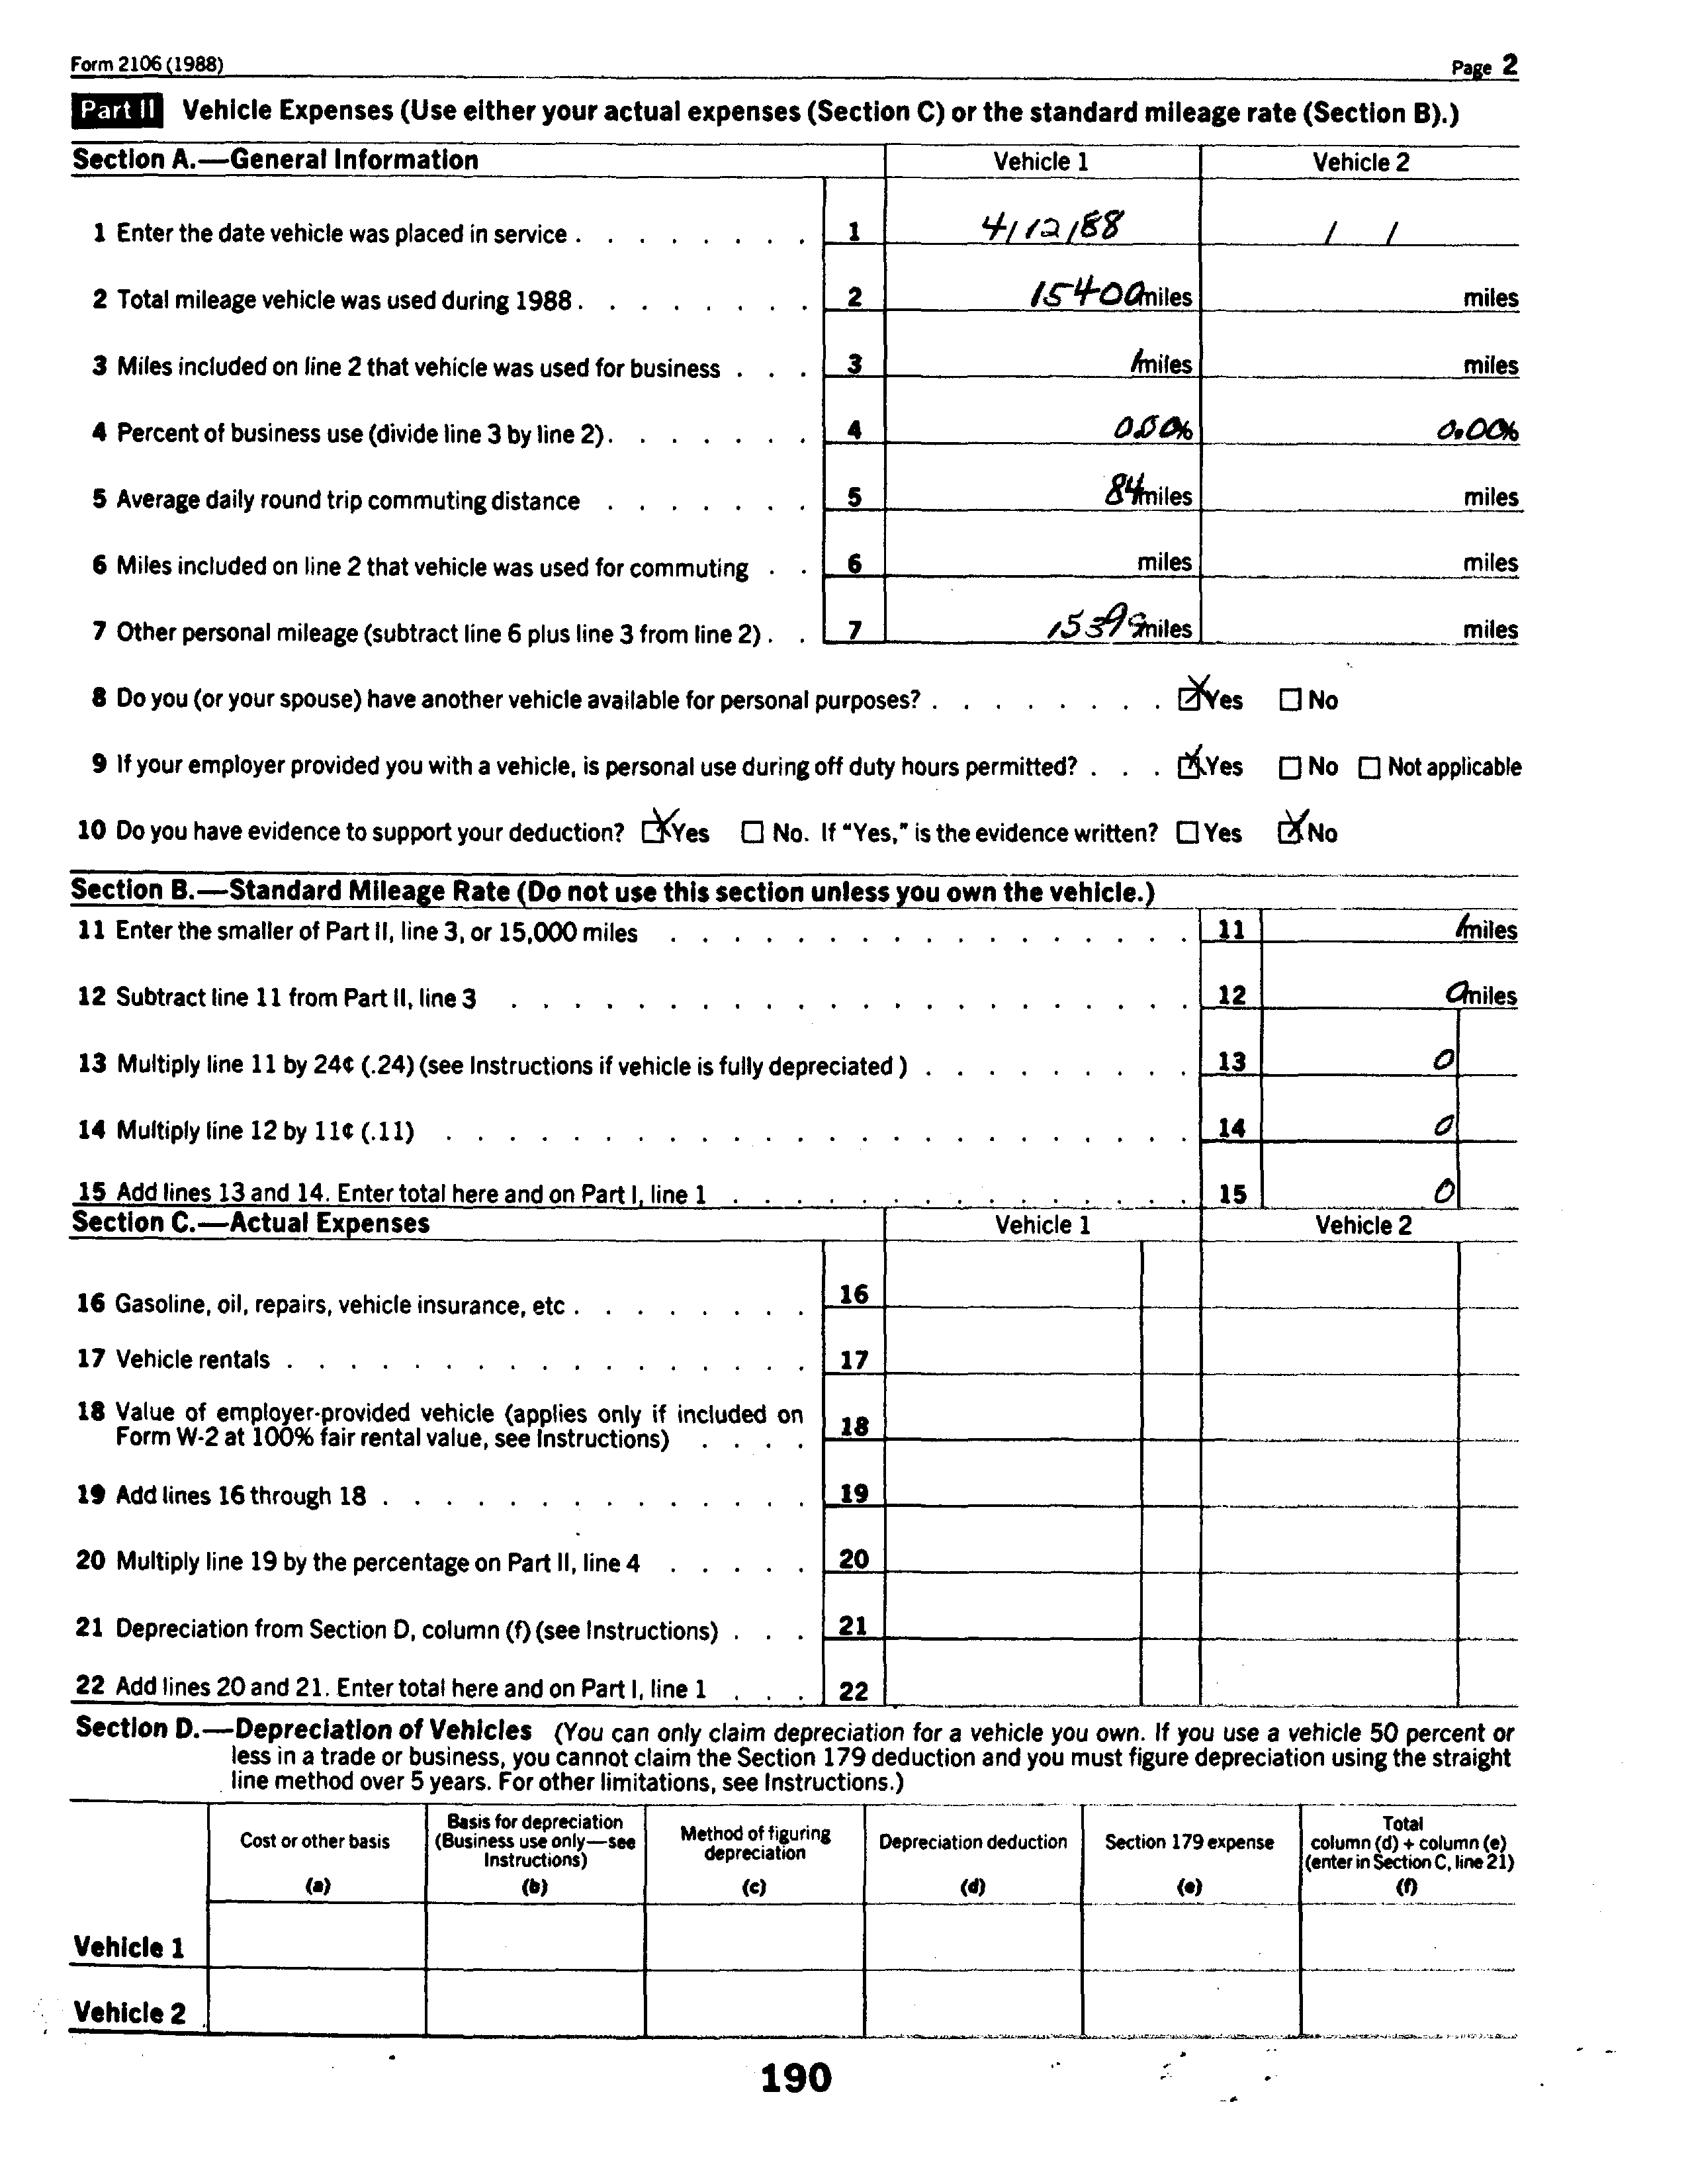 Form 2106 (1988) Page 2
Part II Vehicle Expenses (Use either your actual expenses (Section C) or the standard mileage rate (Section B).)
Section A.—General Information Vehicle 1 Vehicle 2
1 Enter the date vehicle was placed in service . . . . . . . . 1 4/12/88 / /
2 Total mileage vehicle was used during 1988 . . . . . . . . 2 15400 miles miles
3 Miles included on line 2 that vehicle was used for business . . . 3 1 miles miles
4 Percent of business use (divide line 3 by line 2) . . . . . . . 4 0.00% 0.00%
5 Average daily round trip commuting distance . . . . . . . 5 84 miles miles
6 Miles included on line 2 that vehicle was used for commuting . . 6 miles miles
7 Other personal mileage (subtract line 6 plus line 3 from line 2) . . 7 15399 miles miles
8 Do you (or your spouse) have another vehicle available for personal purposes? . . . . . . . . ☒ Yes ☐ No
9 If your employer provided you with a vehicle, is personal use during off duty hours permitted? . . . ☒ Yes ☐ No ☐ Not applicable
10 Do you have evidence to support your deduction? ☒ Yes ☐ No. If "Yes," is the evidence written? ☐ Yes ☒ No
Section B.—Standard Mileage Rate (Do not use this section unless you own the vehicle.)
11 Enter the smaller of Part II, line 3, or 15,000 miles . . . . . . . . . . . . . . . . . 11 1 miles
12 Subtract line 11 from Part II, line 3 . . . . . . . . . . . . . . . . . . . . . . 12 0 miles
13 Multiply line 11 by 24¢ (.24) (see Instructions if vehicle is fully depreciated ) . . . . . . . . . 13 0
14 Multiply line 12 by 11¢ (.11) . . . . . . . . . . . . . . . . . . . . . . . . 14 0
15 Add lines 13 and 14. Enter total here and on Part I, line 1 . . . . . . . . . . . . . . . 15 0
Section C.—Actual Expenses Vehicle 1 Vehicle 2
16 Gasoline, oil, repairs, vehicle insurance, etc . . . . . . . . 16
17 Vehicle rentals . . . . . . . . . . . . . . . . . 17
18 Value of employer-provided vehicle (applies only if included on 18
Form W-2 at 100% fair rental value, see Instructions) . . . .
19 Add lines 16 through 18 . . . . . . . . . . . . . . 19
20 Multiply line 19 by the percentage on Part II, line 4 . . . . . 20
21 Depreciation from Section D, column (f) (see Instructions) . . . 21
22 Add lines 20 and 21. Enter total here and on Part I, line 1 . . . 22
Section D.—Depreciation of Vehicles (You can only claim depreciation for a vehicle you own. If you use a vehicle 50 percent or
less in a trade or business, you cannot claim the Section 179 deduction and you must figure depreciation using the straight
line method over 5 years. For other limitations, see Instructions.)
Cost or other basis
(a)
Basis for depreciation
(Business use only—see
Instructions)
(b)
Method of figuring
depreciation
(c)
Depreciation deduction
(d)
Section 179 expense
(e)
Total
column (d) + column (e)
(enter in Section C, line 21)
(f)
Vehicle 1
Vehicle 2
190